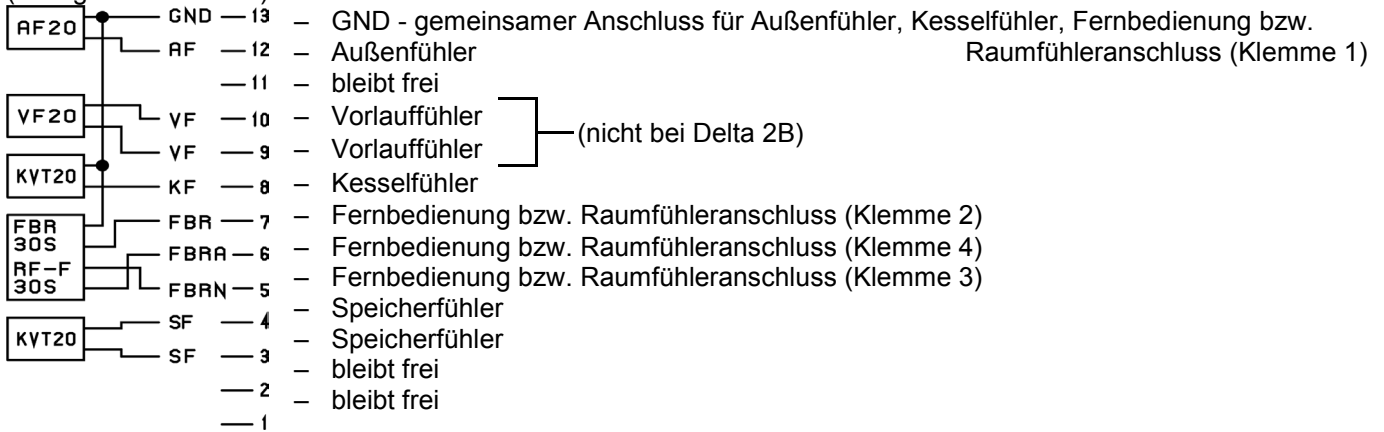 AF20
GND 13 – GND - gemeinsamer Anschluss für Außenfühler, Kesselfühler, Fernbedienung bzw.
AF 12 – Außenfühler Raumfühleranschluss (Klemme 1)
11 – bleibt frei
VF20
VF 10 – Vorlauffühler
(nicht bei Delta 2B)
VF 9 – Vorlauffühler
KVT20
KF 8 – Kesselfühler
FBR
30S
RF-F
30S
FBR 7 – Fernbedienung bzw. Raumfühleranschluss (Klemme 2)
FBRA 6 – Fernbedienung bzw. Raumfühleranschluss (Klemme 4)
FBRN 5 – Fernbedienung bzw. Raumfühleranschluss (Klemme 3)
KVT20
SF 4 – Speicherfühler
SF 3 – Speicherfühler
2 – bleibt frei
1 – bleibt frei